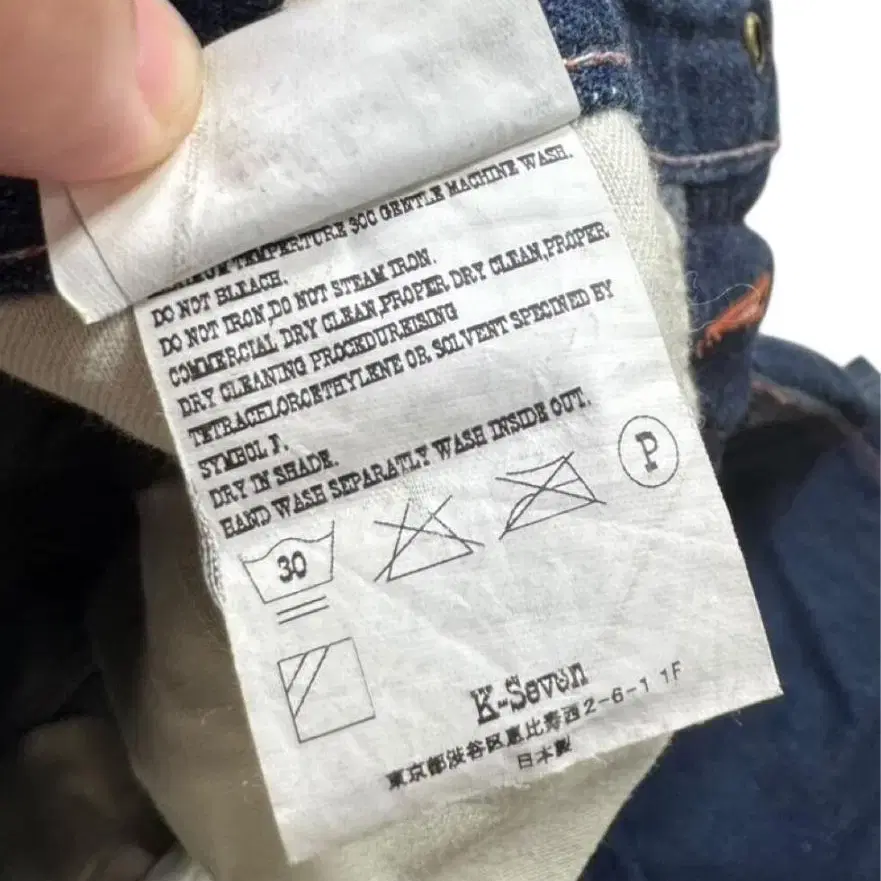 TEMPERTURE 30C GENTLE MACHINE WASH.
DO NOT BLEACH.
DO NOT IRON,DO NOT STEAM IRON.
COMMERCIAL DRY CLEAN,PROPER DRY CLEAN,PROPER
DRY CLEANING PROCEDUREISING
TETRACHLOROETHYLENE OR SOLVENT SPECINED BY
SYMBOL F.
DRY IN SHADE.
HAND WASH SEPARATLY WASH INSIDE OUT.
P
30
K-Seven
東京都渋谷区恵比寿西2-6-1 1F
日本製